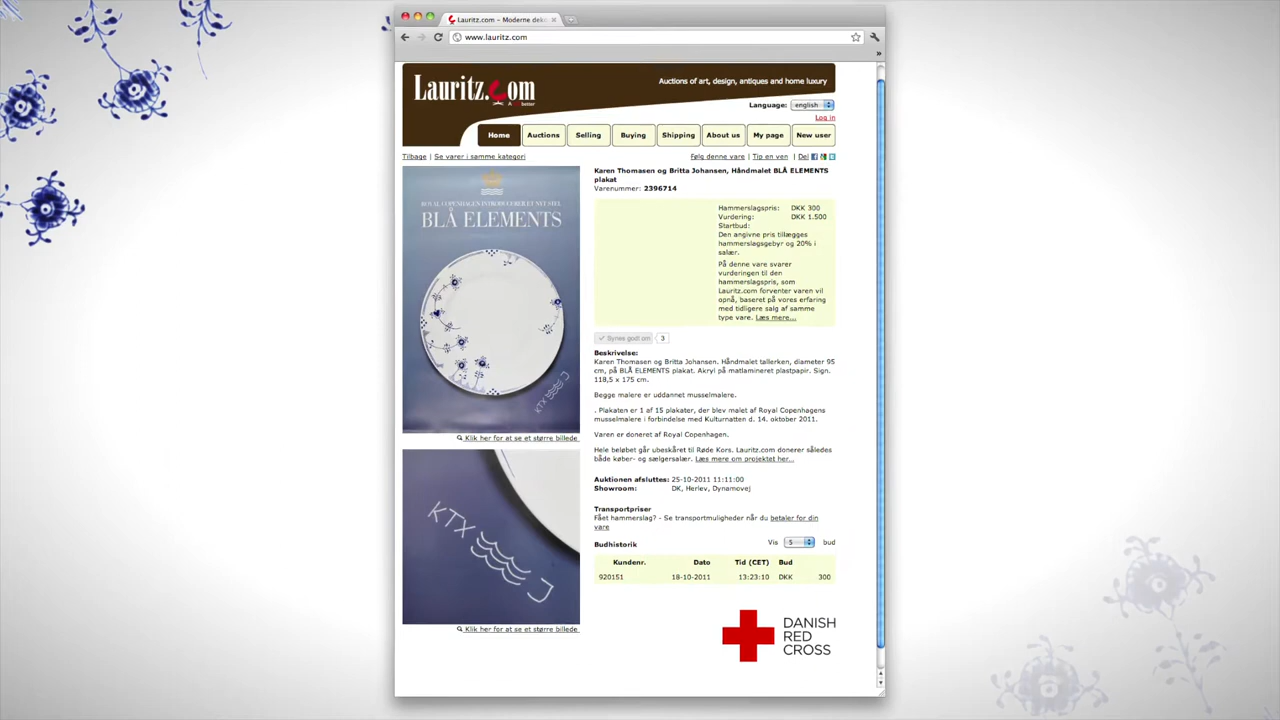 Lauritz.com – Moderne dek
www.lauritz.com
Lauritz.com
A better
Auctions of art, design, antiques and home luxury
Language: english
Log in
Home Auctions Selling Buying Shipping About us My page New user
Tilbage | Se varer i samme kategori
Følg denne vare | Tip en ven | Del
ROYAL COPENHAGEN INTRODUCERER ET NYT STEL
BLÅ ELEMENTS
KTX
Klik her for at se et større billede
KTX
Klik her for at se et større billede
Karen Thomasen og Britta Johansen, Håndmalet BLÅ ELEMENTS
plakat
Varenummer: 2396714
Hammerslagspris: DKK 300
Vurdering: DKK 1.500
Startbud:
Den angivne pris tillægges
hammerslagsgebyr og 20% i
salær.
På denne vare svarer
vurderingen til den
hammerslagspris, som
Lauritz.com forventer varen vil
opnå, baseret på vores erfaring
med tidligere salg af samme
type vare. Læs mere...
Synes godt om 3
Beskrivelse:
Karen Thomasen og Britta Johansen. Håndmalet tallerken, diameter 95
cm, på BLÅ ELEMENTS plakat. Akryl på matlamineret plastpapir. Sign.
118,5 x 175 cm.
Begge malere er uddannet musselmalere.
. Plakaten er 1 af 15 plakater, der blev malet af Royal Copenhagens
musselmalere i forbindelse med Kulturnatten d. 14. oktober 2011.
Varen er doneret af Royal Copenhagen.
Hele beløbet går ubeskåret til Røde Kors. Lauritz.com donerer således
både køber- og sælgersalær. Læs mere om projektet her...
Auktionen afsluttes: 25-10-2011 11:11:00
Showroom: DK, Herlev, Dynamovej
Transportpriser
Fået hammerslag? - Se transportmuligheder når du betaler for din
vare
Budhistorik Vis 5 bud
Kundenr. Dato Tid (CET) Bud
920151 18-10-2011 13:23:10 DKK 300
DANISH
RED
CROSS